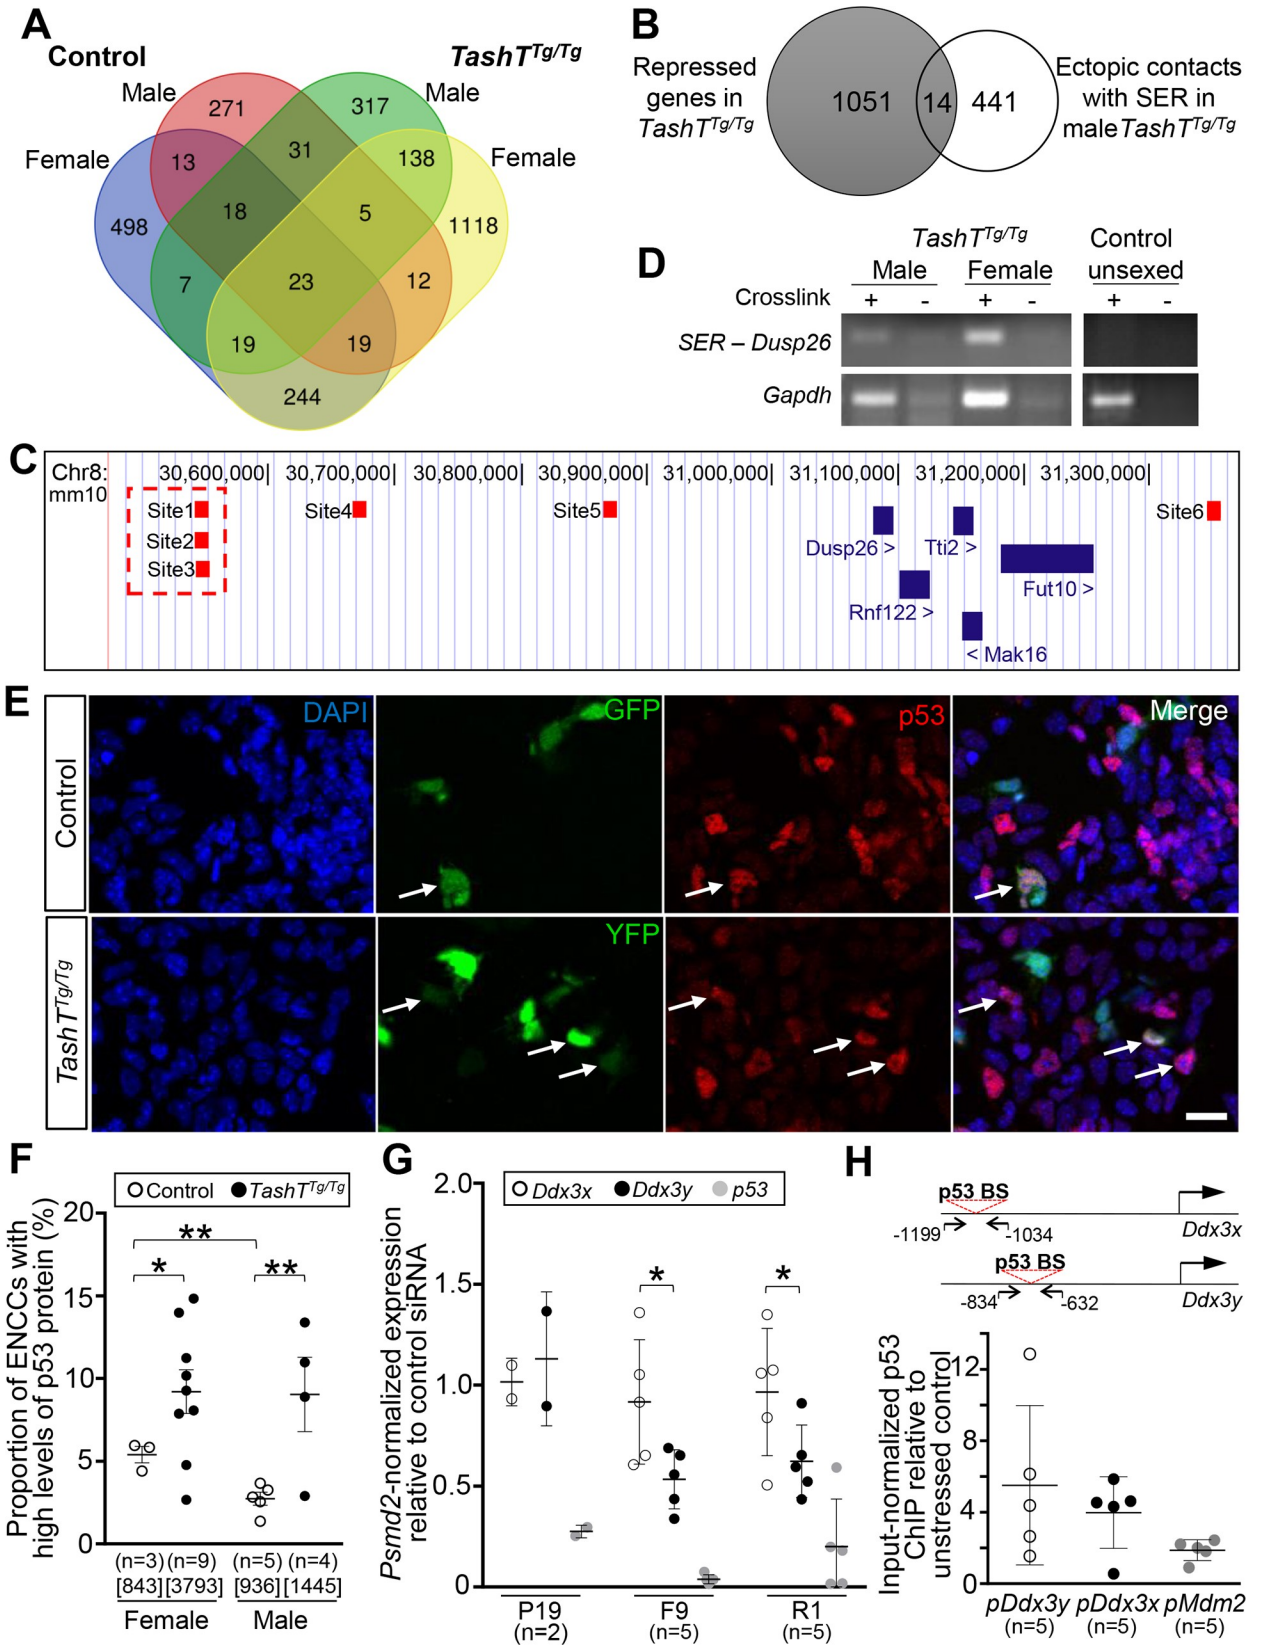 A
Control
TashT^Tg/Tg
Male
Male
Female
Female
271
317
13
31
138
498
18
5
1118
7
23
12
19
19
244
B
Repressed
genes in
TashT^Tg/Tg
1051
14
441
Ectopic contacts
with SER in
male TashT^Tg/Tg
D
TashT^Tg/Tg
Control
Male
Female
unsexed
Crosslink
+ - + - + -
SER – Dusp26
Gapdh
C
Chr8:
mm10
30,600,000| 30,700,000| 30,800,000| 30,900,000| 31,000,000| 31,100,000| 31,200,000| 31,300,000|
Site1
Site2
Site3
Site4
Site5
Site6
Dusp26 >
Tti2 >
Fut10 >
Rnf122 >
< Mak16
E
Control
DAPI
GFP
p53
Merge
TashT^Tg/Tg
YFP
F
Control
TashT^Tg/Tg
Proportion of ENCCs with
high levels of p53 protein (%)
20
15
10
5
0
**
*
**
(n=3) (n=9) (n=5) (n=4)
[843] [3793] [936] [1445]
Female
Male
G
Ddx3x
Ddx3y
p53
Psmd2-normalized expression
relative to control siRNA
2.0
1.5
1.0
0.5
0
*
*
P19
(n=2)
F9
(n=5)
R1
(n=5)
H
p53 BS
-1199
-1034
Ddx3x
p53 BS
-834
-632
Ddx3y
Input-normalized p53
ChIP relative to
unstressed control
12
8
4
0
pDdx3y pDdx3x pMdm2
(n=5) (n=5) (n=5)